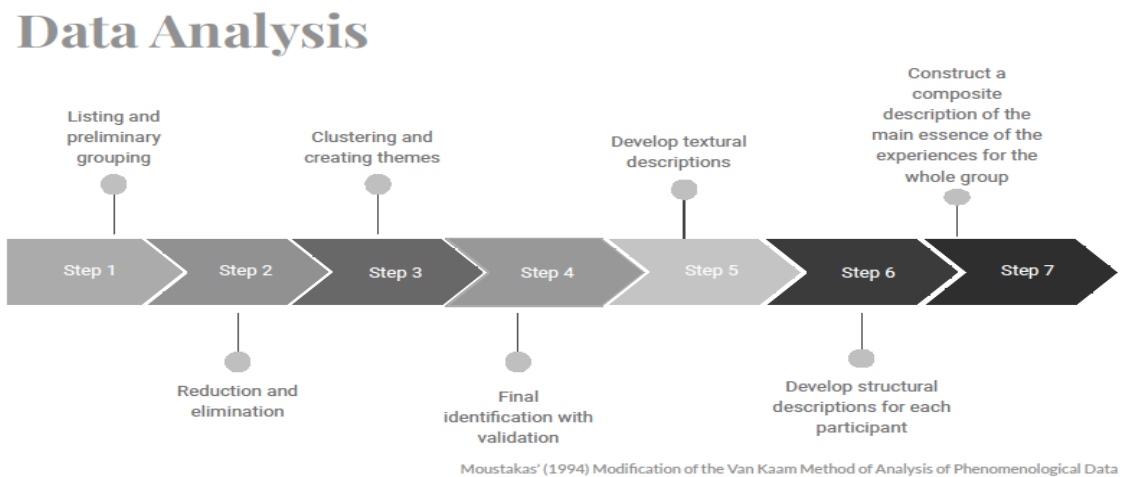 Data Analysis
Listing and
preliminary
grouping
Clustering and
creating themes
Develop textural
descriptions
Construct a
composite
description of the
main essence of the
experiences for the
whole group
Step 1
Step 2
Step 3
Step 4
Step 5
Step 6
Step 7
Reduction and
elimination
Final
identification with
validation
Develop structural
descriptions for each
participant
Moustakas' (1994) Modification of the Van Kaam Method of Analysis of Phenomenological Data